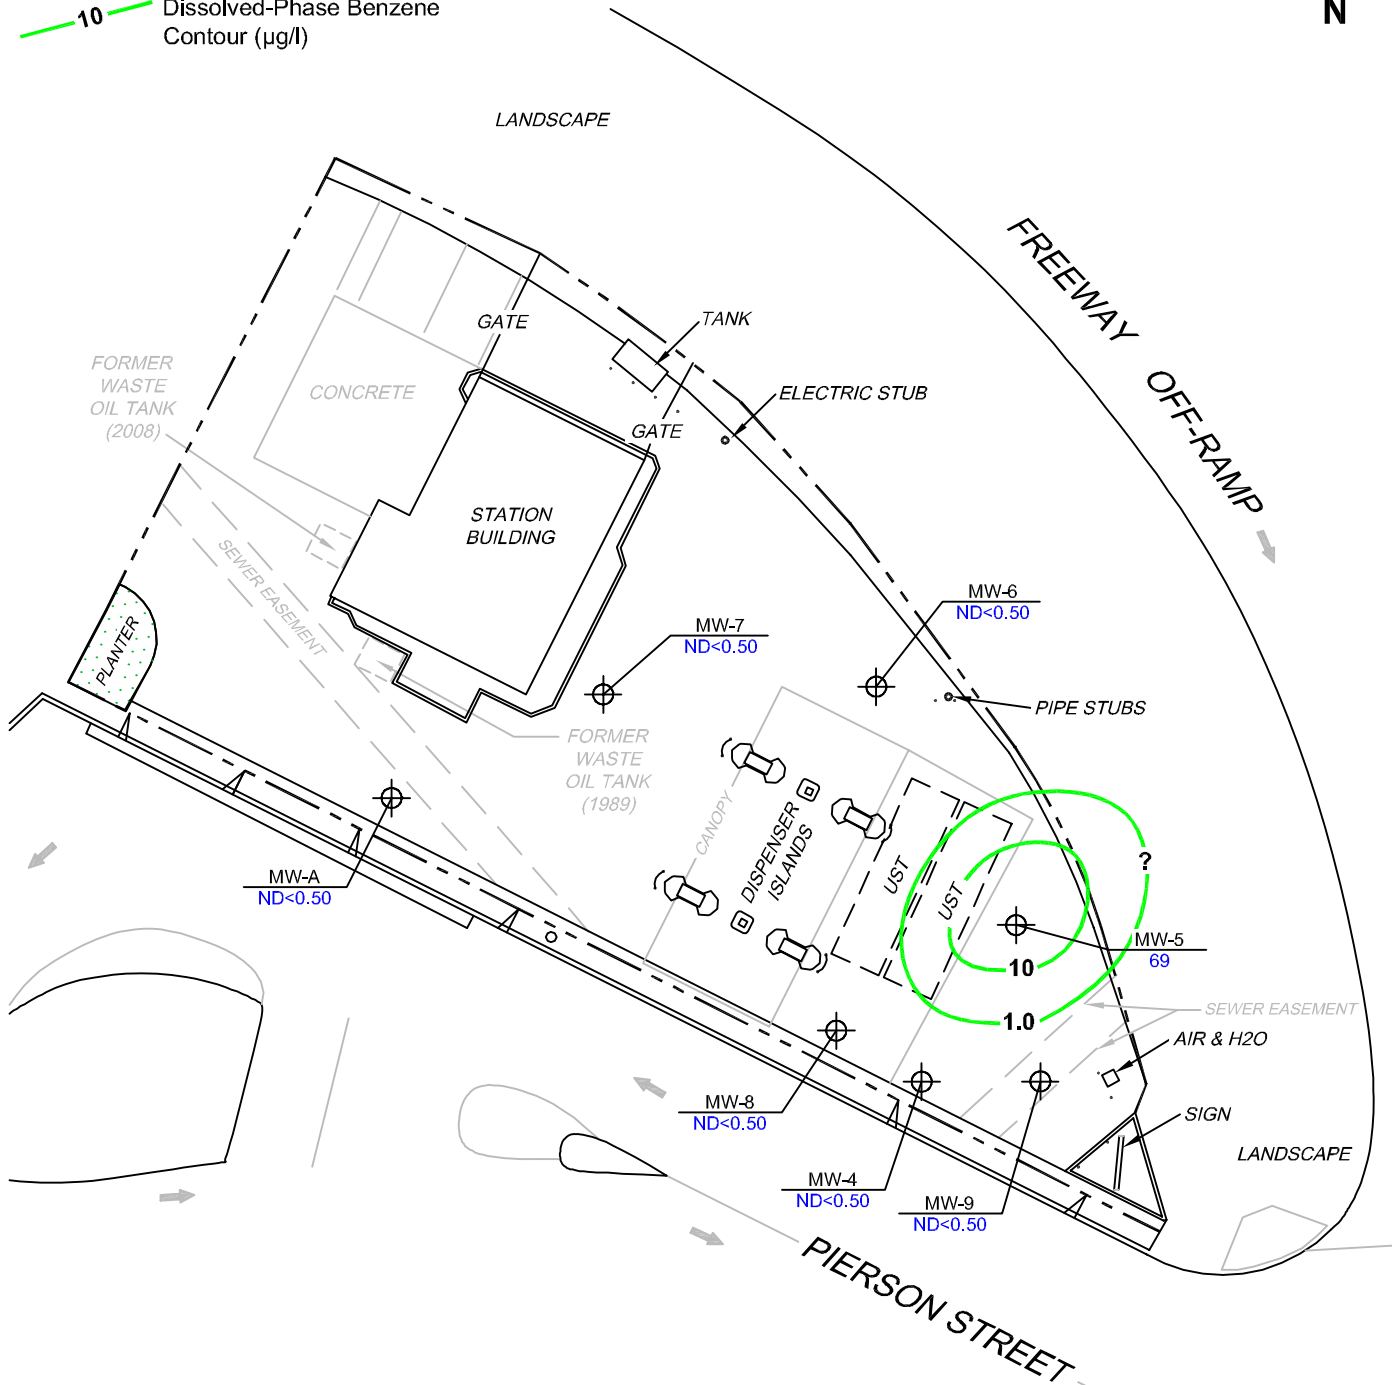 10
Dissolved-Phase Benzene
Contour (µg/l)
N
LANDSCAPE
FREEWAY OFF-RAMP
GATE
TANK
FORMER
WASTE
OIL TANK
(2008)
CONCRETE
ELECTRIC STUB
GATE
STATION
BUILDING
SEWER EASEMENT
MW-6
ND<0.50
MW-7
ND<0.50
PLANTER
PIPE STUBS
FORMER
WASTE
OIL TANK
(1989)
CANOPY
DISPENSER
ISLANDS
UST
UST
?
MW-A
ND<0.50
MW-5
69
10
1.0
SEWER EASEMENT
AIR & H2O
MW-8
ND<0.50
SIGN
LANDSCAPE
MW-4
ND<0.50
MW-9
ND<0.50
PIERSON STREET